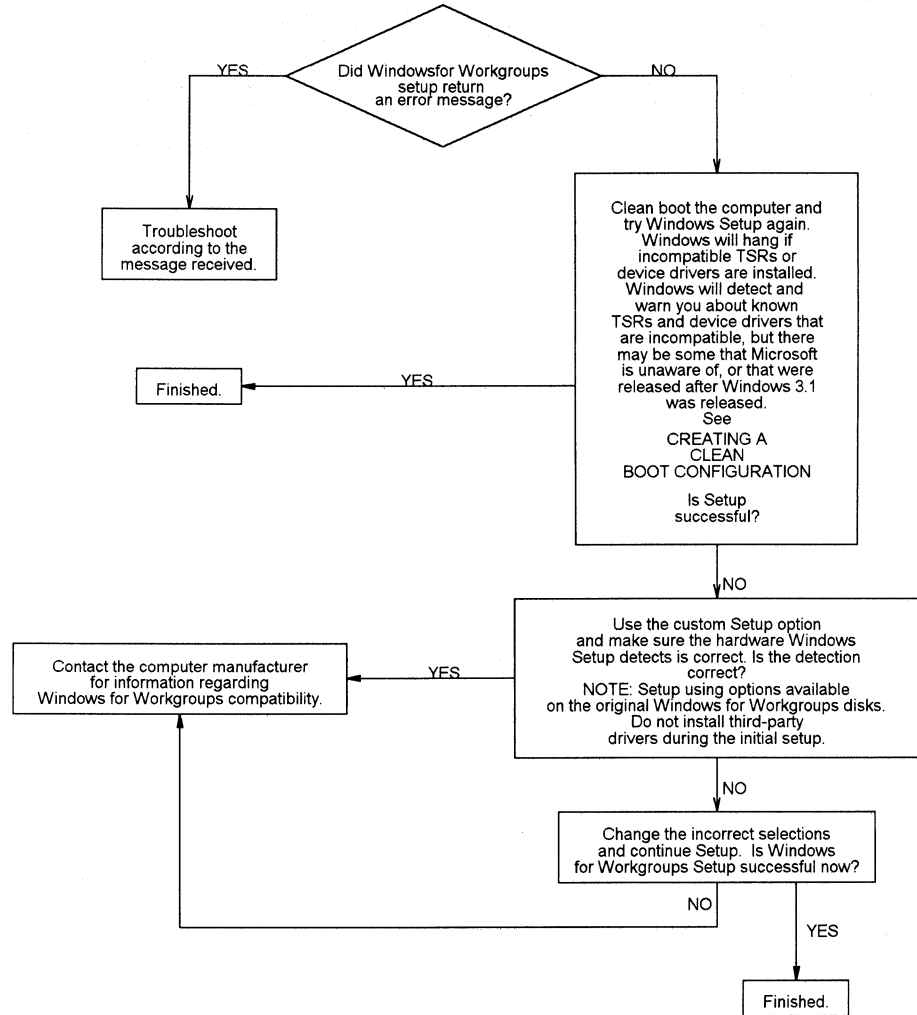 Did Windowsfor Workgroups
setup return
an error message?
YES
NO
Troubleshoot
according to the
message received.
Clean boot the computer and
try Windows Setup again.
Windows will hang if
incompatible TSRs or
device drivers are installed.
Windows will detect and
warn you about known
TSRs and device drivers that
are incompatible, but there
may be some that Microsoft
is unaware of, or that were
released after Windows 3.1
was released.
See
CREATING A
CLEAN
BOOT CONFIGURATION
Is Setup
successful?
YES
Finished.
NO
Use the custom Setup option
and make sure the hardware Windows
Setup detects is correct. Is the detection
correct?
NOTE: Setup using options available
on the original Windows for Workgroups disks.
Do not install third-party
drivers during the initial setup.
YES
Contact the computer manufacturer
for information regarding
Windows for Workgroups compatibility.
NO
Change the incorrect selections
and continue Setup. Is Windows
for Workgroups Setup successful now?
NO
YES
Finished.